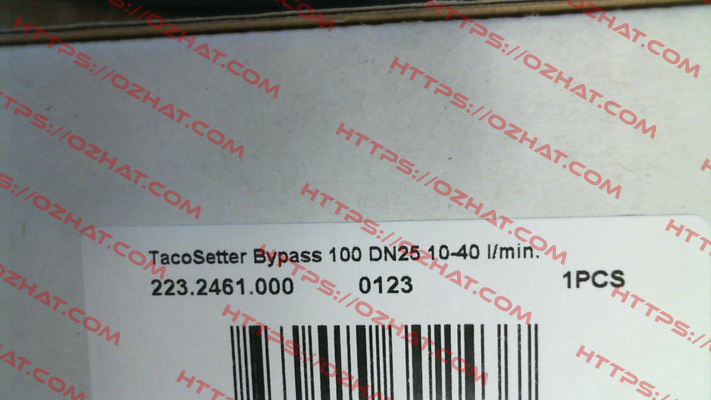 TacoSetter Bypass 100 DN25 10-40 l/min.
223.2461.000 0123 1PCS
HTTPS://OZHAT.COM